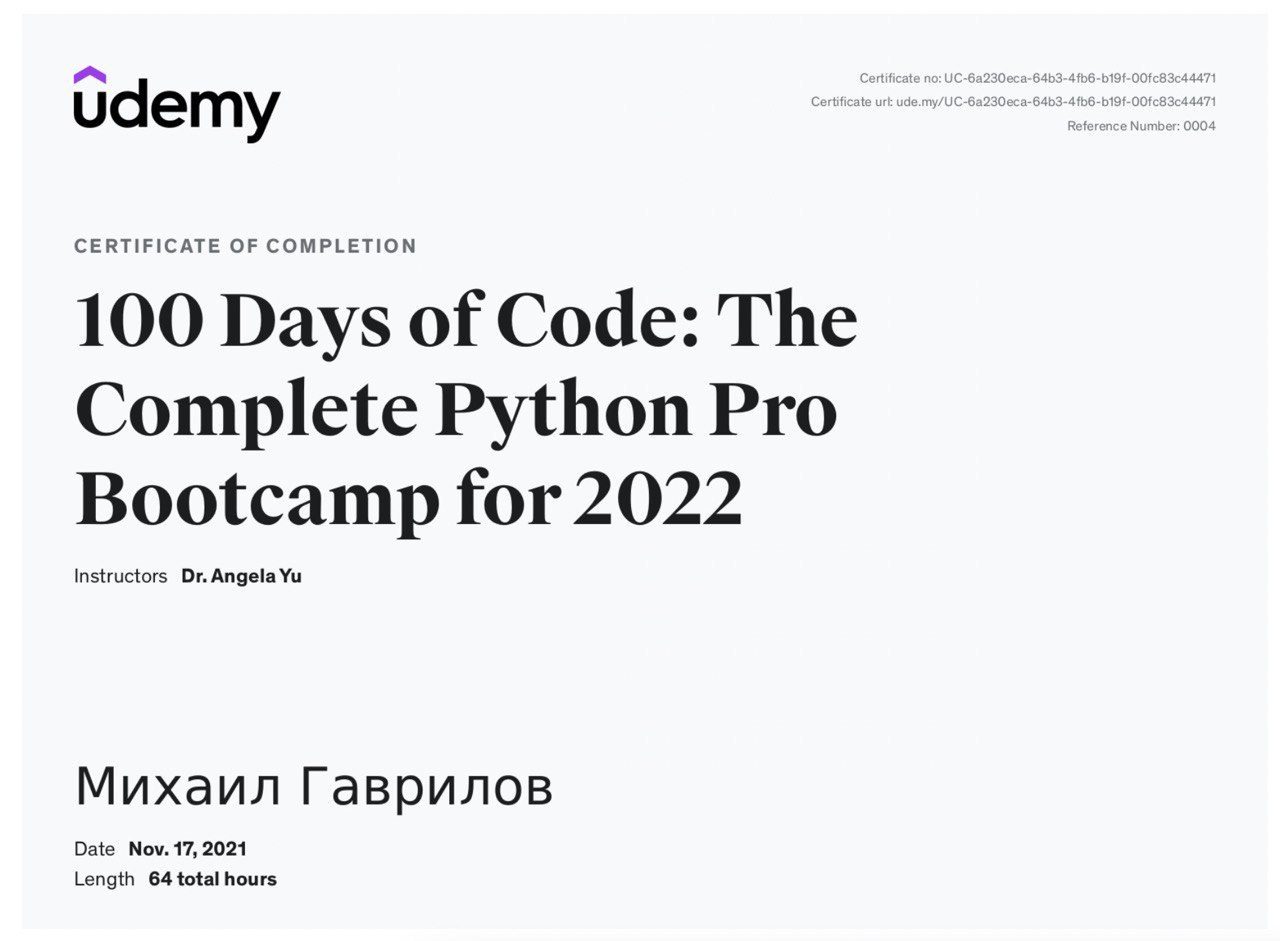 udemy
Certificate no: UC-6a230eca-64b3-4fb6-b19f-00fc83c44471
Certificate url: ude.my/UC-6a230eca-64b3-4fb6-b19f-00fc83c44471
Reference Number: 0004
CERTIFICATE OF COMPLETION
100 Days of Code: The
Complete Python Pro
Bootcamp for 2022
Instructors Dr. Angela Yu
Михаил Гаврилов
Date Nov. 17, 2021
Length 64 total hours